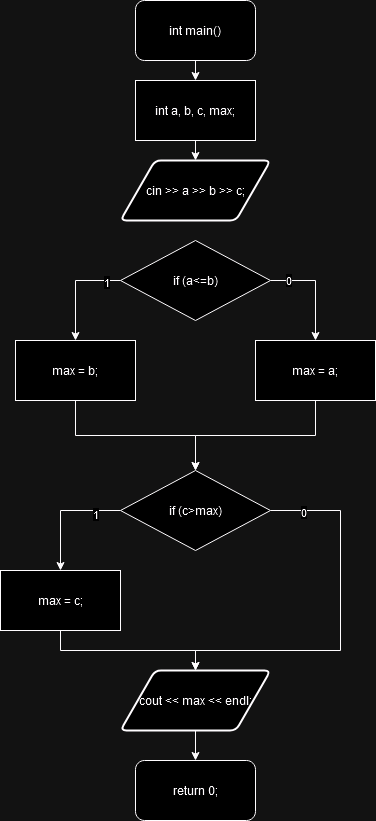 int main()
int a, b, c, max;
cin >> a >> b >> c;
if (a<=b)
1
0
max = b;
max = a;
if (c>max)
1
0
max = c;
cout << max << endl;
return 0;